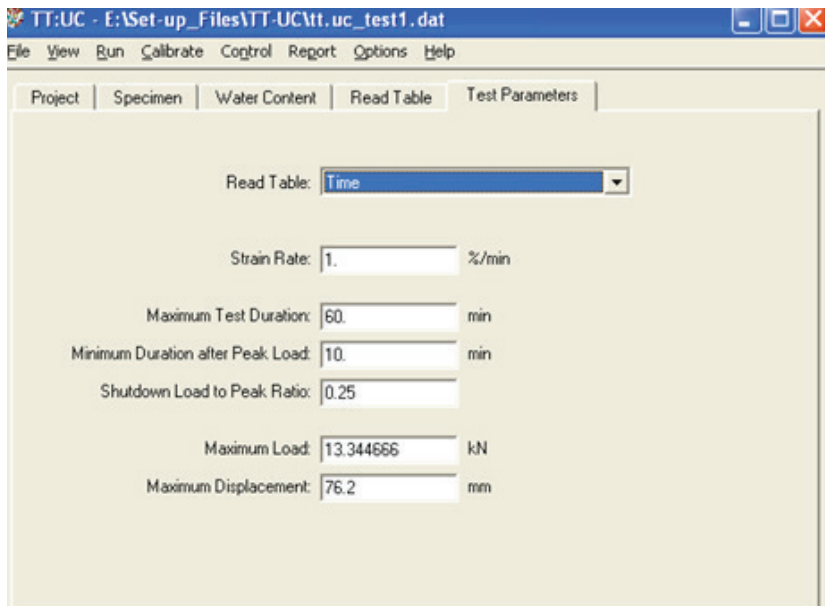 TT:UC - E:\Set-up_Files\TT-UC\tt.uc_test1.dat
File View Run Calibrate Control Report Options Help
Project Specimen Water Content Read Table Test Parameters
Read Table: Time
Strain Rate: 1. %/min
Maximum Test Duration: 60. min
Minimum Duration after Peak Load: 10. min
Shutdown Load to Peak Ratio: 0.25
Maximum Load: 13.344666 kN
Maximum Displacement: 76.2 mm